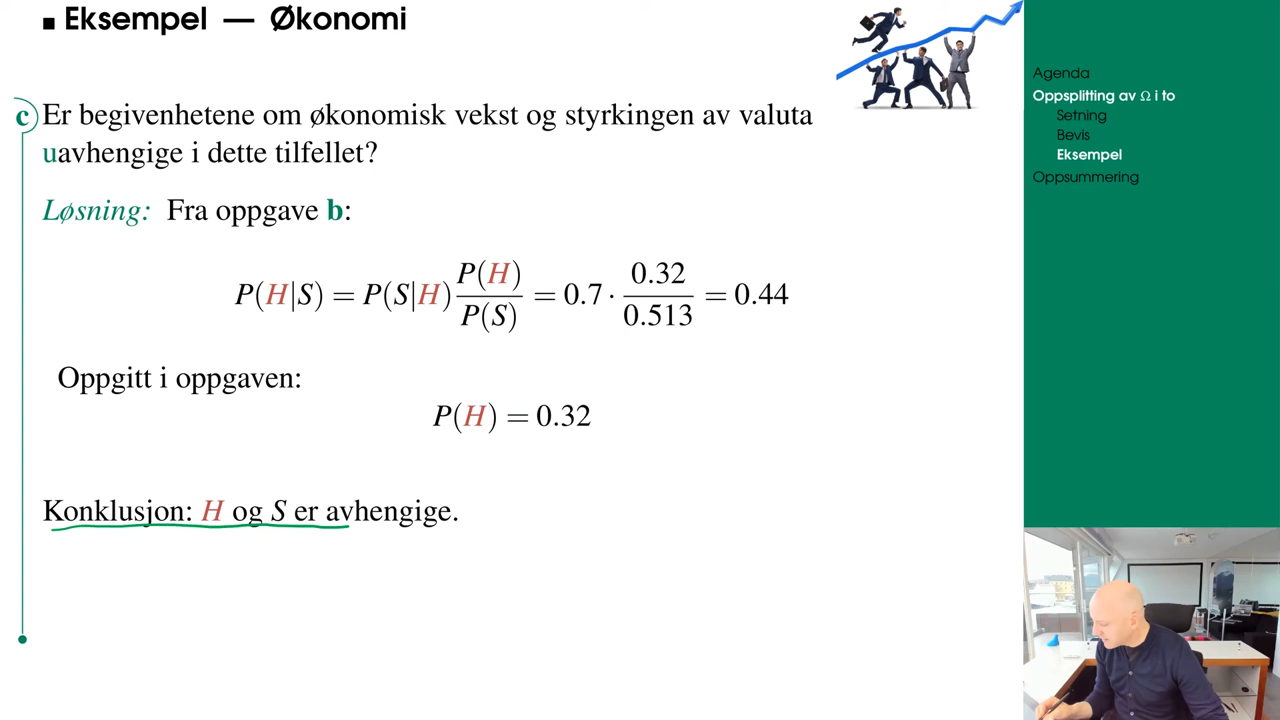 ▪ Eksempel — Økonomi
c Er begivenhetene om økonomisk vekst og styrkingen av valuta
uavhengige i dette tilfellet?
Løsning: Fra oppgave b:
P(H|S) = P(S|H) P(H)/P(S) = 0.7 · 0.32/0.513 = 0.44
Oppgitt i oppgaven:
P(H) = 0.32
Konklusjon: H og S er avhengige.
Agenda
Oppsplitting av Ω i to
Setning
Bevis
Eksempel
Oppsummering